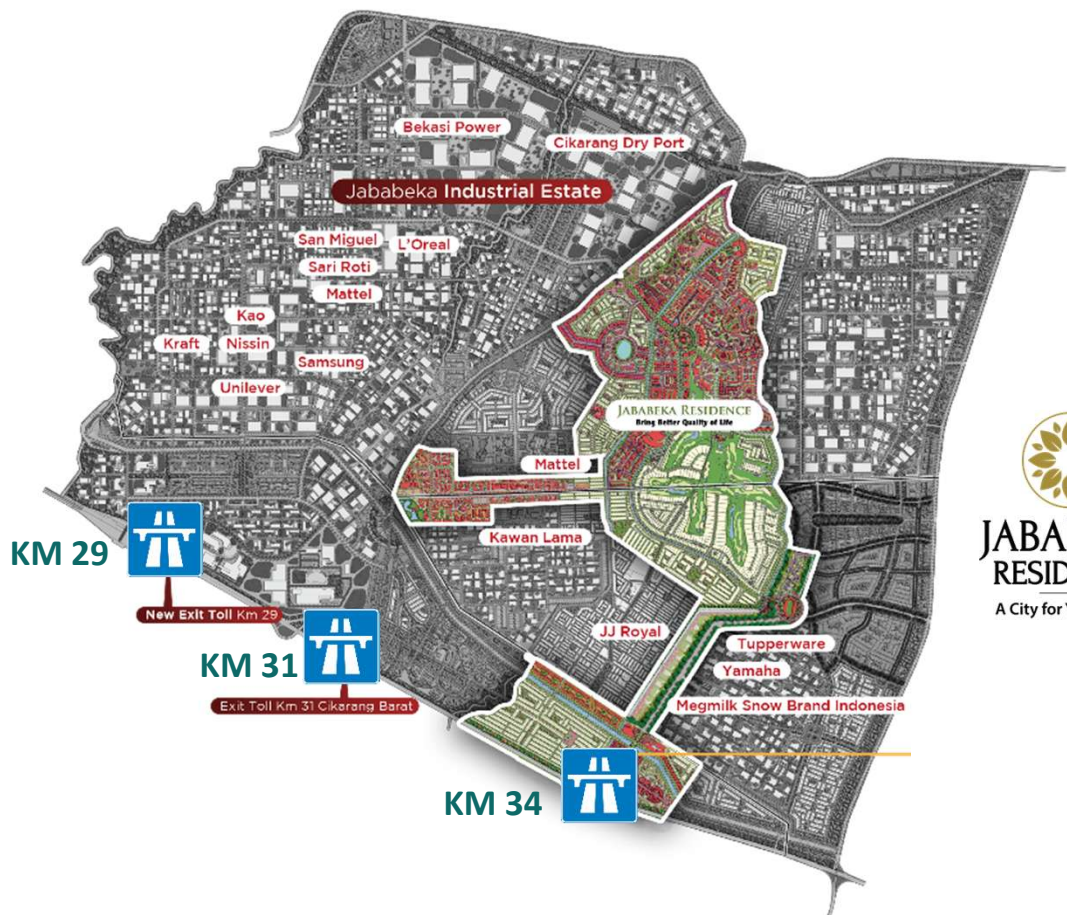 Bekasi Power
Cikarang Dry Port
Jababeka Industrial Estate
San Miguel
L'Oreal
Sari Roti
Mattel
Kao
Kraft
Nissin
Samsung
Unilever
JABABEKA RESIDENCE
Bring Better Quality of Life
Mattel
Kawan Lama
KM 29
New Exit Toll Km 29
JABA
RESID
A City for Y
JJ Royal
KM 31
Tupperware
Yamaha
Exit Toll Km 31 Cikarang Barat
Megmilk Snow Brand Indonesia
KM 34